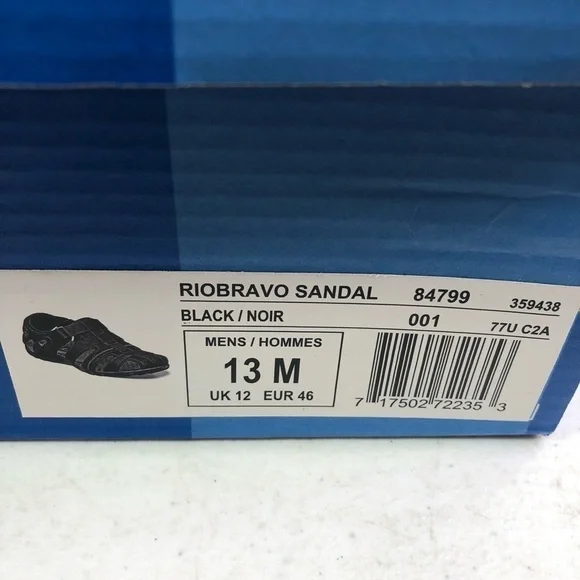 RIOBRAVO SANDAL 84799 359438
BLACK / NOIR 001 77U C2A
MENS / HOMMES
13 M
UK 12 EUR 46
7 17502 72235 3